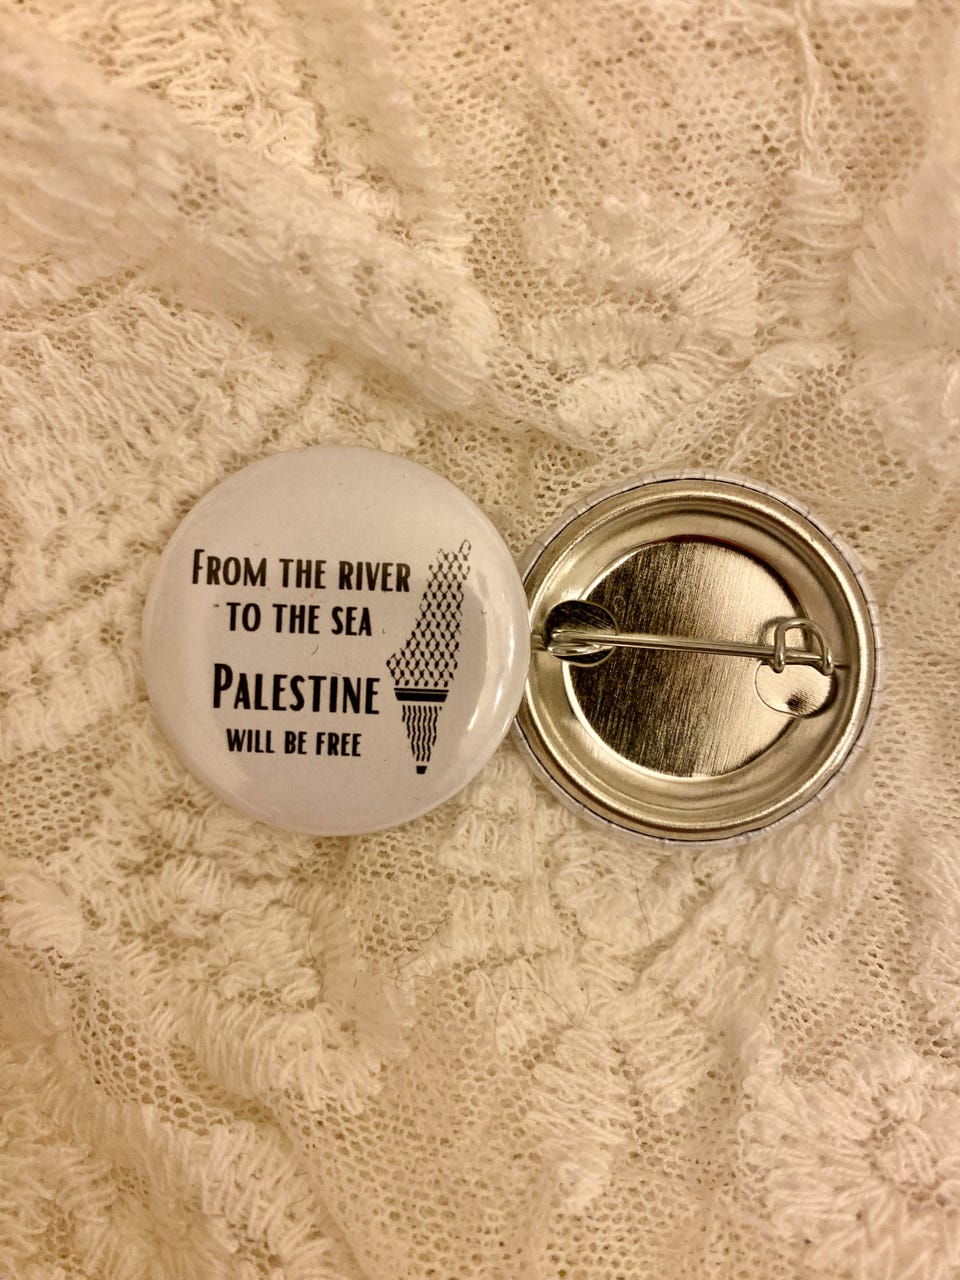 From the river
to the sea
Palestine
will be free